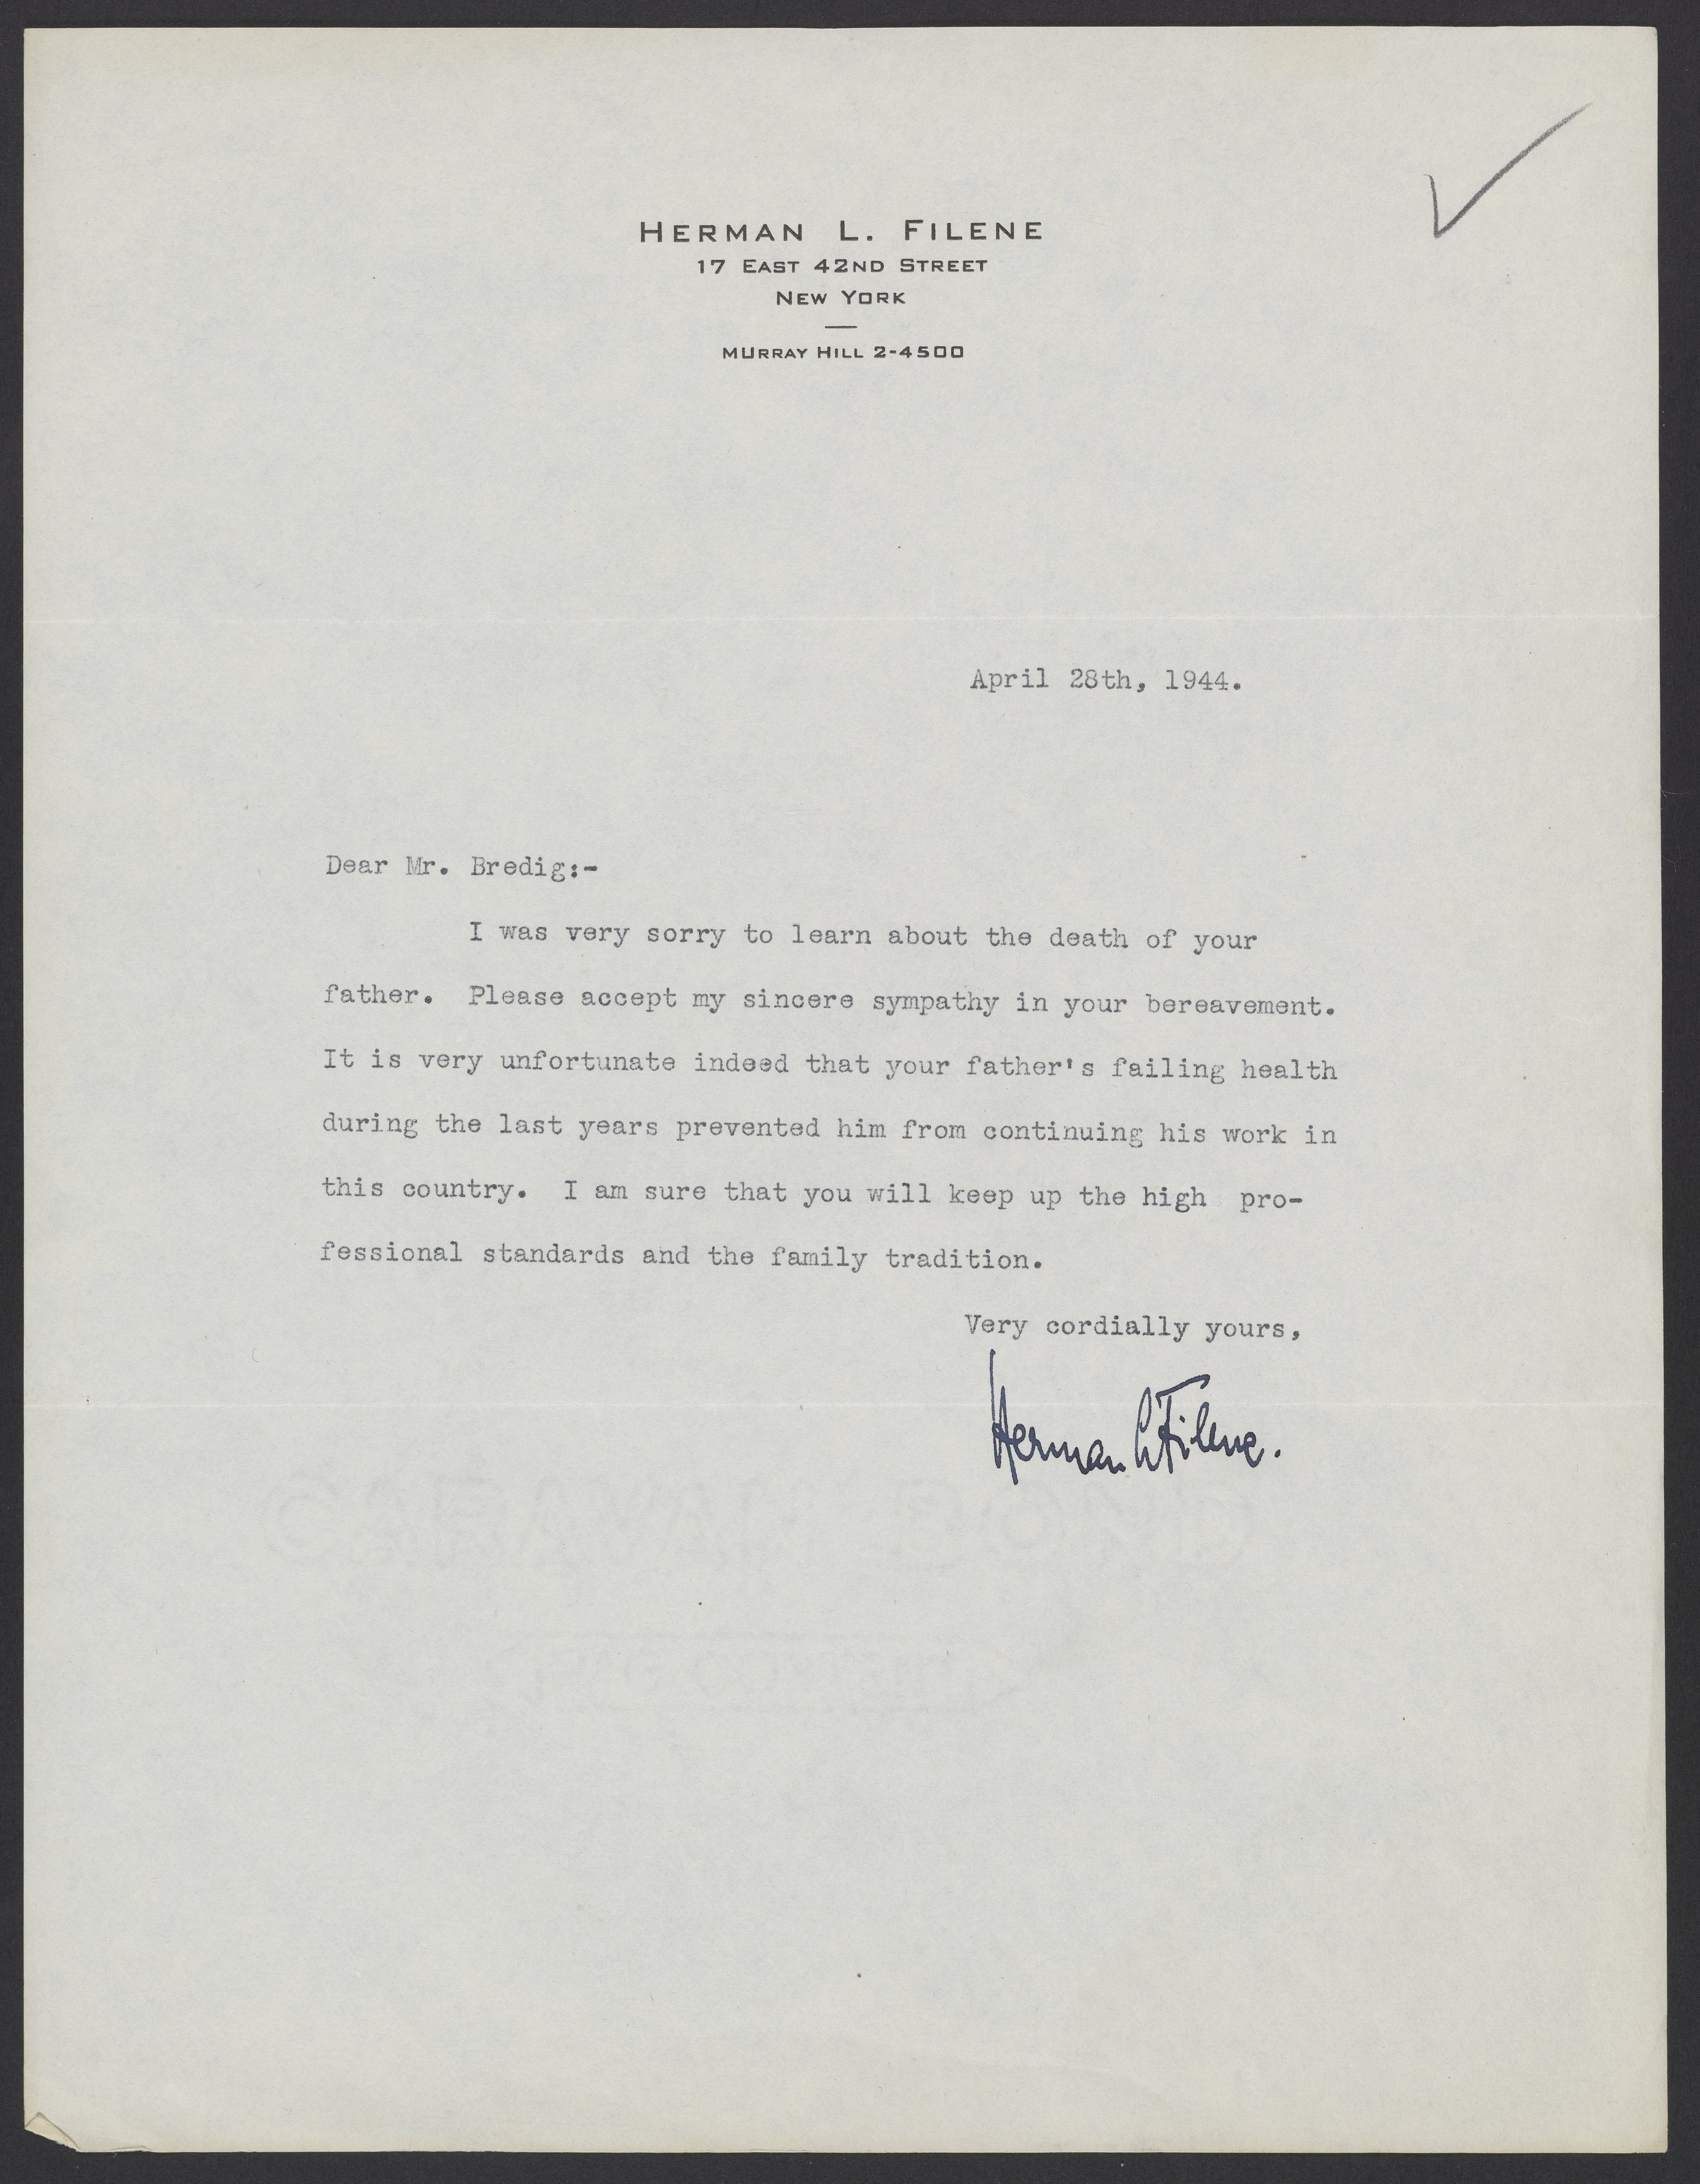 HERMAN L. FILENE
17 EAST 42ND STREET
NEW YORK
MURRAY HILL 2-4500
April 28th, 1944.
Dear Mr. Bredig:-
I was very sorry to learn about the death of your
father. Please accept my sincere sympathy in your bereavement.
It is very unfortunate indeed that your father's failing health
during the last years prevented him from continuing his work in
this country. I am sure that you will keep up the high pro-
fessional standards and the family tradition.
Very cordially yours,
Herman L Filene.